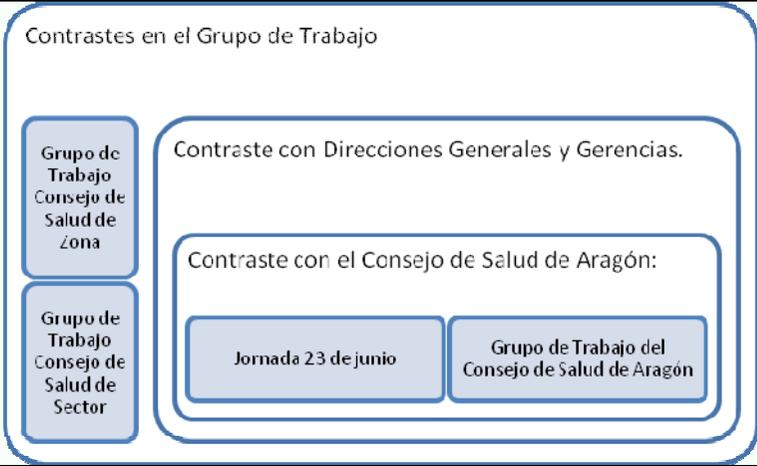 Contrastes en el Grupo de Trabajo
Grupo de
Trabajo
Consejo de
Salud de
Zona
Contraste con Direcciones Generales y Gerencias.
Contraste con el Consejo de Salud de Aragón:
Grupo de
Trabajo
Consejo de
Salud de
Sector
Jornada 23 de junio
Grupo de Trabajo del
Consejo de Salud de Aragón